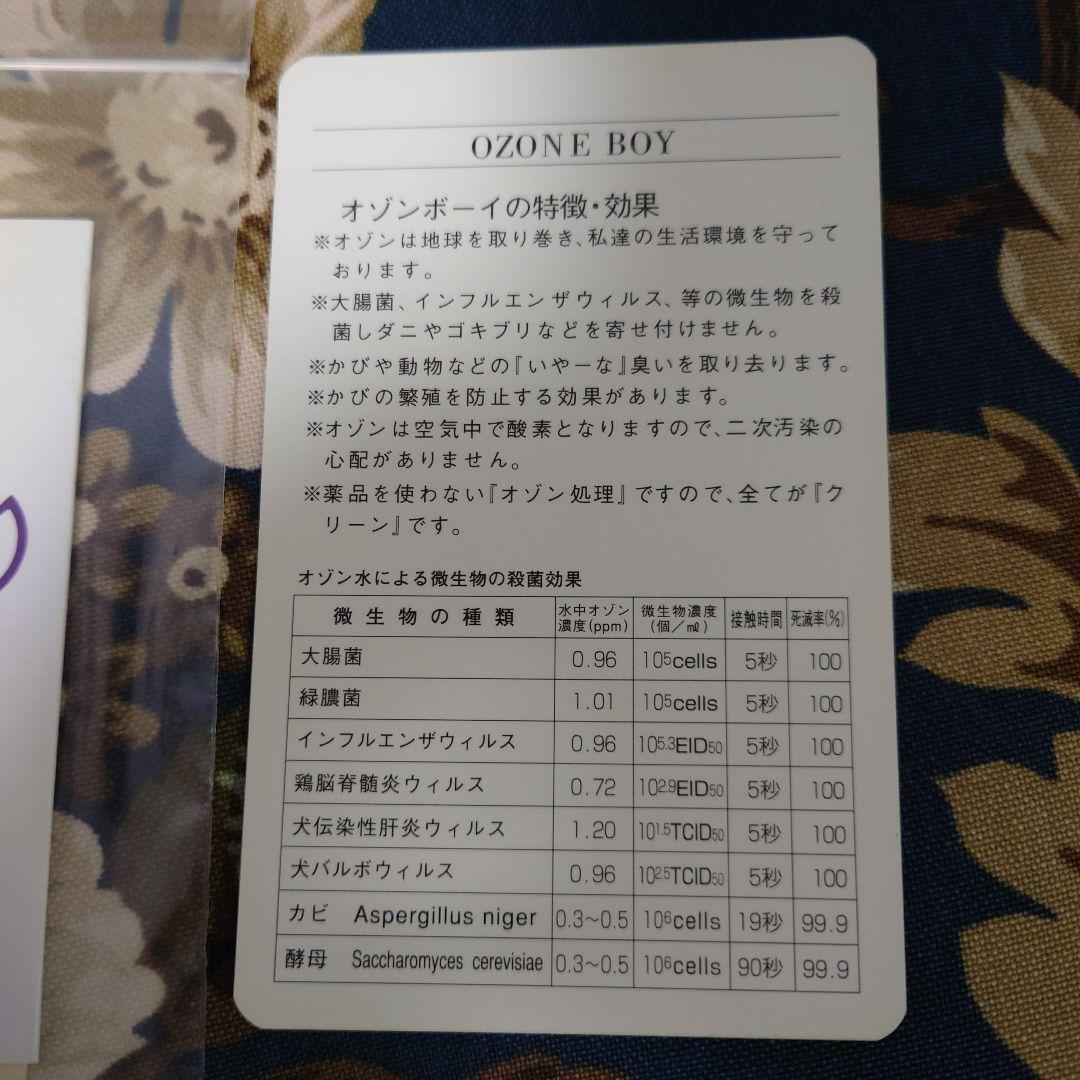 OZONE BOY
オゾンボーイの特徴・効果
※オゾンは地球を取り巻き、私達の生活環境を守って
おります。
※大腸菌、インフルエンザウィルス、等の微生物を殺
菌しダニやゴキブリなどを寄せ付けません。
※かびや動物などの『いやーな』臭いを取り去ります。
※かびの繁殖を防止する効果があります。
※オゾンは空気中で酸素となりますので、二次汚染の
心配がありません。
※薬品を使わない『オゾン処理』ですので、全てが『ク
リーン』です。
オゾン水による微生物の殺菌効果
微生物の種類 水中オゾン濃度(ppm) 微生物濃度(個/㎖) 接触時間 死滅率(%)
大腸菌 0.96 10⁵cells 5秒 100
緑膿菌 1.01 10⁵cells 5秒 100
インフルエンザウィルス 0.96 10⁵·³EID₅₀ 5秒 100
鶏脳脊髄炎ウィルス 0.72 10²·⁹EID₅₀ 5秒 100
犬伝染性肝炎ウィルス 1.20 10¹·⁵TCID₅₀ 5秒 100
犬バルボウィルス 0.96 10²·⁵TCID₅₀ 5秒 100
カビ Aspergillus niger 0.3~0.5 10⁶cells 19秒 99.9
酵母 Saccharomyces cerevisiae 0.3~0.5 10⁶cells 90秒 99.9